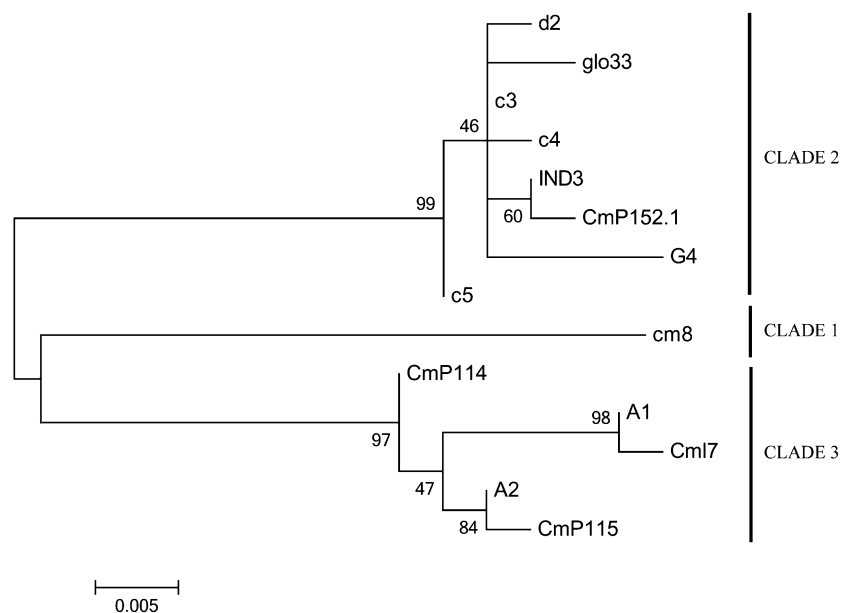 d2
glo33
c3
46
c4
CLADE 2
IND3
99
60
CmP152.1
G4
c5
cm8
CLADE 1
CmP114
A1
98
97
CmI7
CLADE 3
47
A2
84
CmP115
0.005